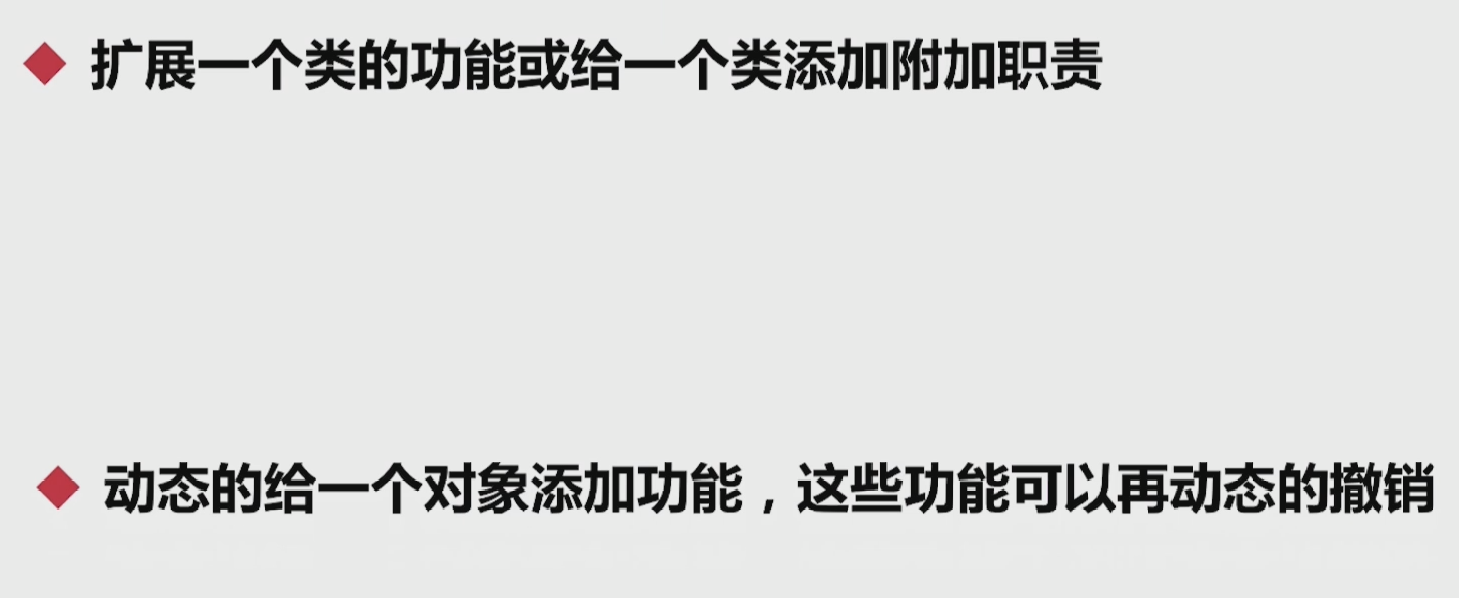 扩展一个类的功能或给一个类添加附加职责
动态的给一个对象添加功能，这些功能可以再动态的撤销